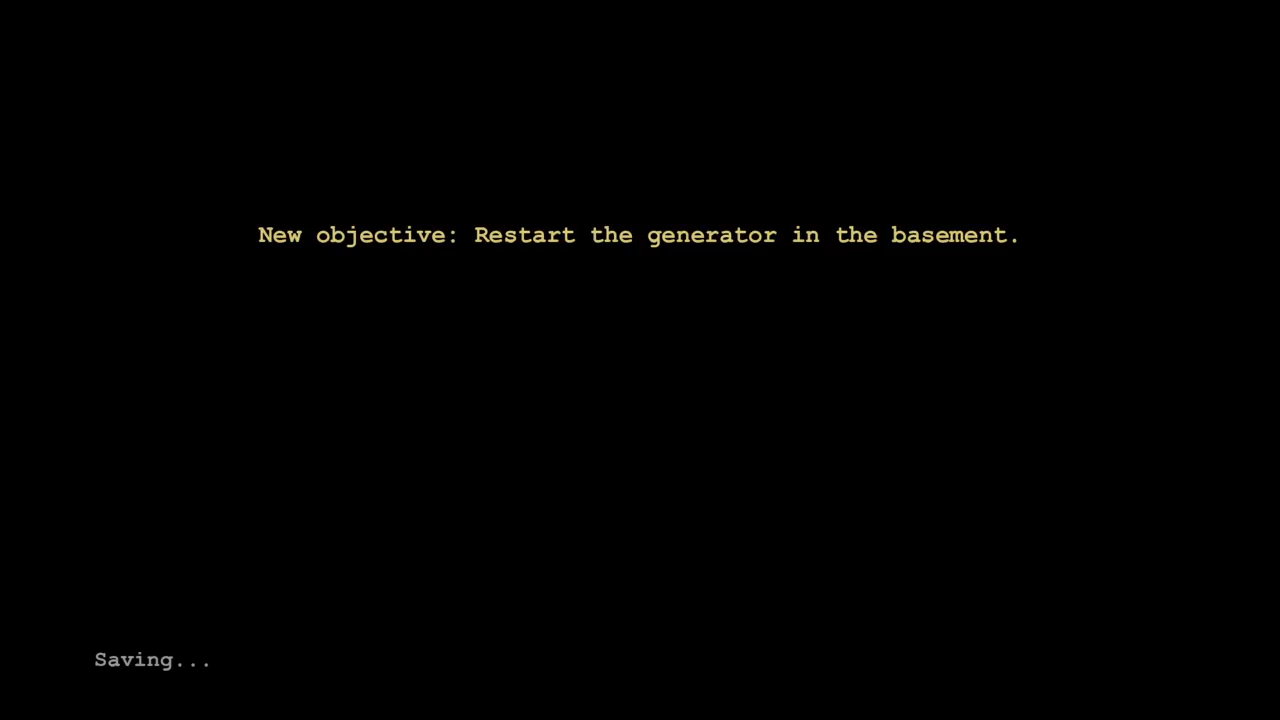 New objective: Restart the generator in the basement.
Saving...